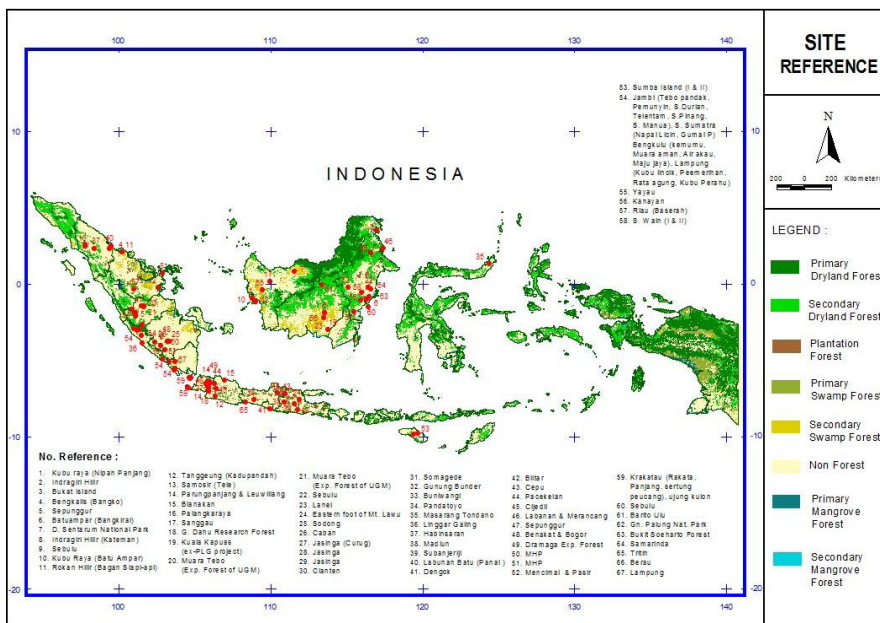 SITE
REFERENCE
N
200 0 200 Kilometers
LEGEND :
Primary
Dryland Forest
Secondary
Dryland Forest
Plantation
Forest
Primary
Swamp Forest
Secondary
Swamp Forest
Non Forest
Primary
Mangrove
Forest
Secondary
Mangrove
Forest
100 110 120 130 140
10 10
0 0
-10 -10
-20 -20
100 110 120 130 140
INDONESIA
53. Sumba Island (I & II)
54. Jambi (Tebo pandak,
Pemunyin, S.Durian,
Telentam, S.Pinang,
S. Manua), S. Sumatra
(Napal Licin, Gumai P)
Bengkulu (kemumu,
Muara aman, Air akau,
Maju jaya), Lampung
(Kubu lincik, Peemerihan,
Rata agung, Kubu Perahu)
55. Yayau
56. Kahayan
57. Riau (Baserah)
58. S. Wain (I & II)
35
53
No. Reference :
1. Kubu raya (Nipah Panjang)
2. Indragiri Hilir
3. Bukat Island
4. Bengkalis (Bangko)
5. Sepunggur
6. Batuampar (Bangkirai)
7. D. Sentarum National Park
8. Indragiri Hilir (Kateman)
9. Sebulu
10. Kubu Raya (Batu Ampar)
11. Rokan Hilir (Bagan Siapi-api)
12. Tanggeung (Kadupandah)
13. Samosir (Tele)
14. Parungpanjang & Leuwiliang
15. Blanakan
16. Palangkaraya
17. Sanggau
18. G. Danu Research Forest
19. Kuala Kapuas
(ex-PLG project)
20. Muara Tebo
(Exp. Forest of UGM)
21. Muara Tebo
(Exp. Forest of UGM)
22. Sebulu
23. Lahei
24. Eastern foot of Mt. Lawu
25. Sodong
26. Caban
27. Jasinga (Curug)
28. Jasinga
29. Jasinga
30. Cianten
31. Somagede
32. Gunung Bunder
33. Buniwangi
34. Pandatoyo
35. Masarang Tondano
36. Linggar Galing
37. Habinsaran
38. Madiun
39. Subanjeriji
40. Labuhan Batu (Panai)
41. Dengok
42. Blitar
43. Cepu
44. Pacekelan
45. Cijedil
46. Labanan & Merancang
47. Sepunggur
48. Benakat & Bogor
49. Dramaga Exp. Forest
50. MHP
51. MHP
52. Mencimai & Pasir
59. Krakatau (Rakata,
Panjang, sertung
peucang), ujung kulon
60. Sebulu
61. Barito Ulu
62. Gn. Palung Nat. Park
63. Bukit Soeharto Forest
64. Samarinda
65. Tritih
66. Berau
67. Lampung